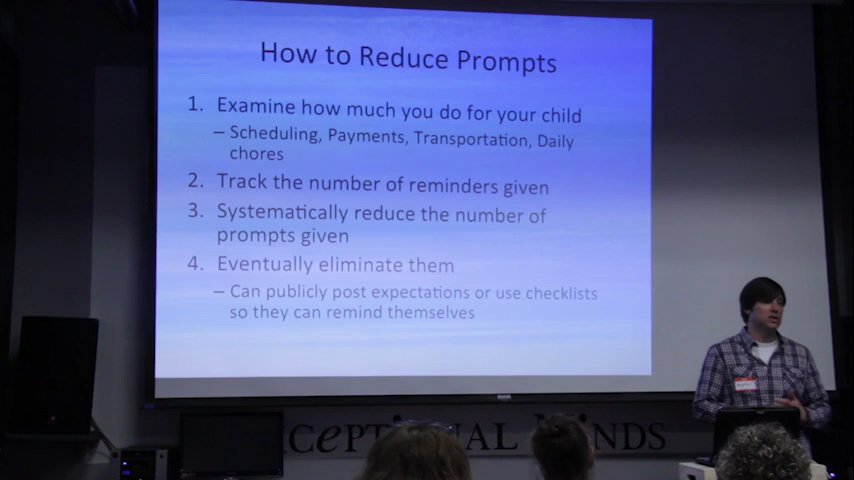 How to Reduce Prompts
1. Examine how much you do for your child
– Scheduling, Payments, Transportation, Daily
chores
2. Track the number of reminders given
3. Systematically reduce the number of
prompts given
4. Eventually eliminate them
– Can publicly post expectations or use checklists
so they can remind themselves